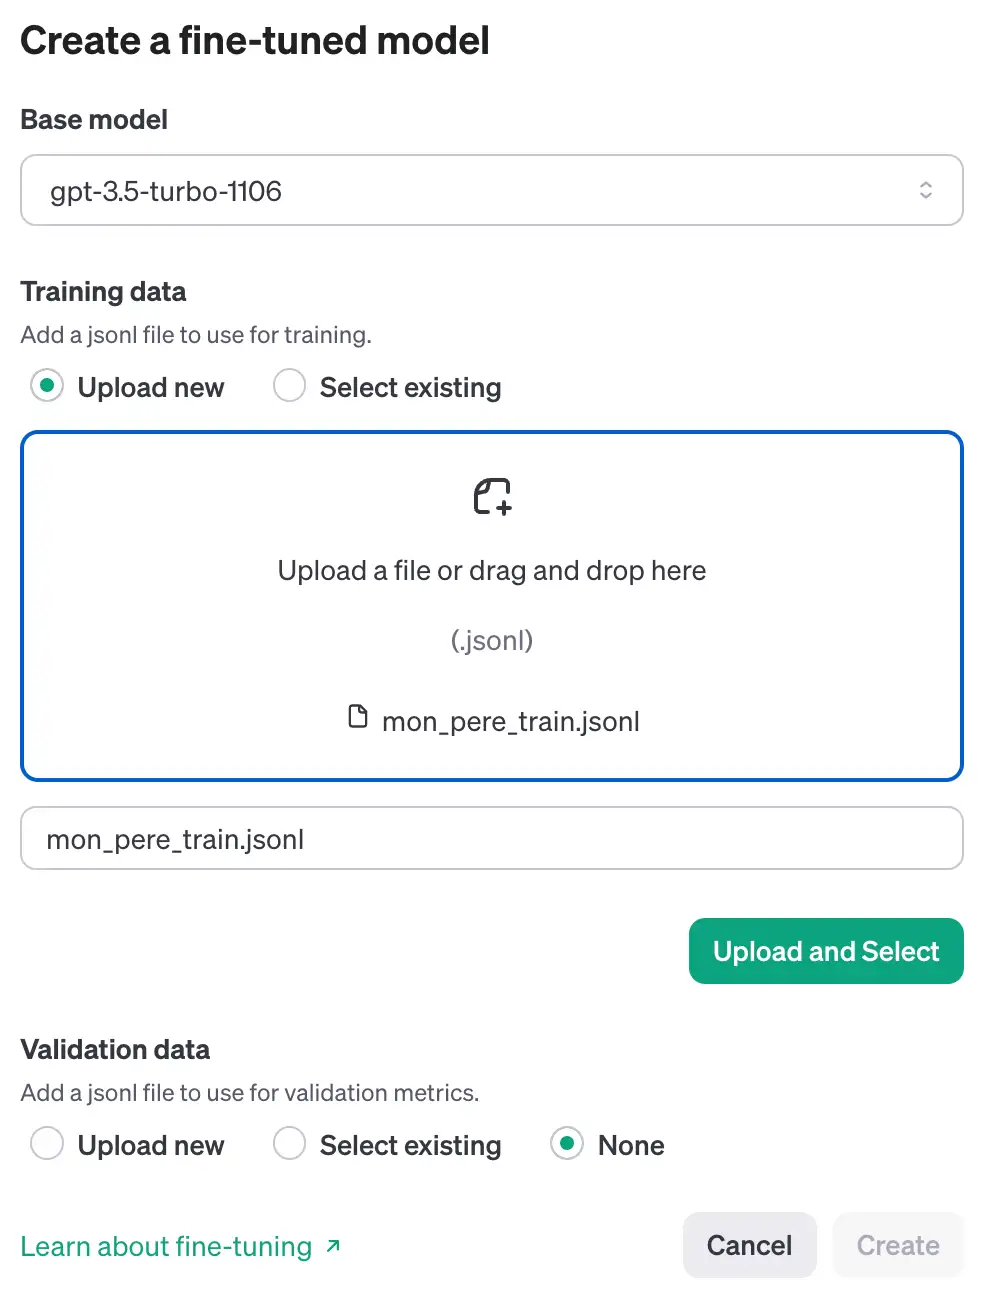 Create a fine-tuned model
Base model
gpt-3.5-turbo-1106
Training data
Add a jsonl file to use for training.
Upload new
Select existing
Upload a file or drag and drop here
(.jsonl)
mon_pere_train.jsonl
mon_pere_train.jsonl
Upload and Select
Validation data
Add a jsonl file to use for validation metrics.
Upload new
Select existing
None
Learn about fine-tuning
Cancel
Create